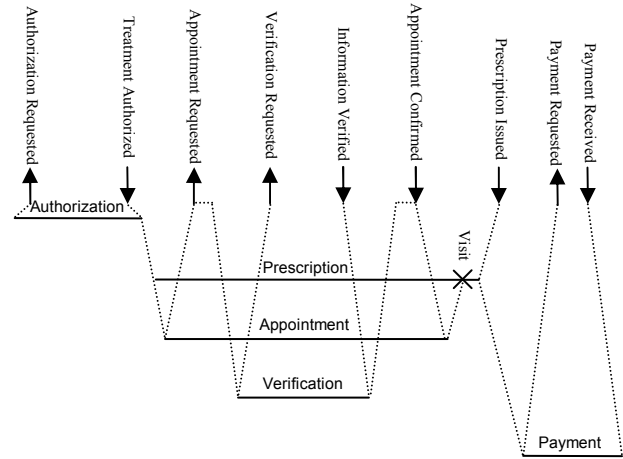 Authorization Requested
Treatment Authorized
Appointment Requested
Verification Requested
Information Verified
Appointment Confirmed
Prescription Issued
Payment Requested
Payment Received
Authorization
Visit
Prescription
Appointment
Verification
Payment